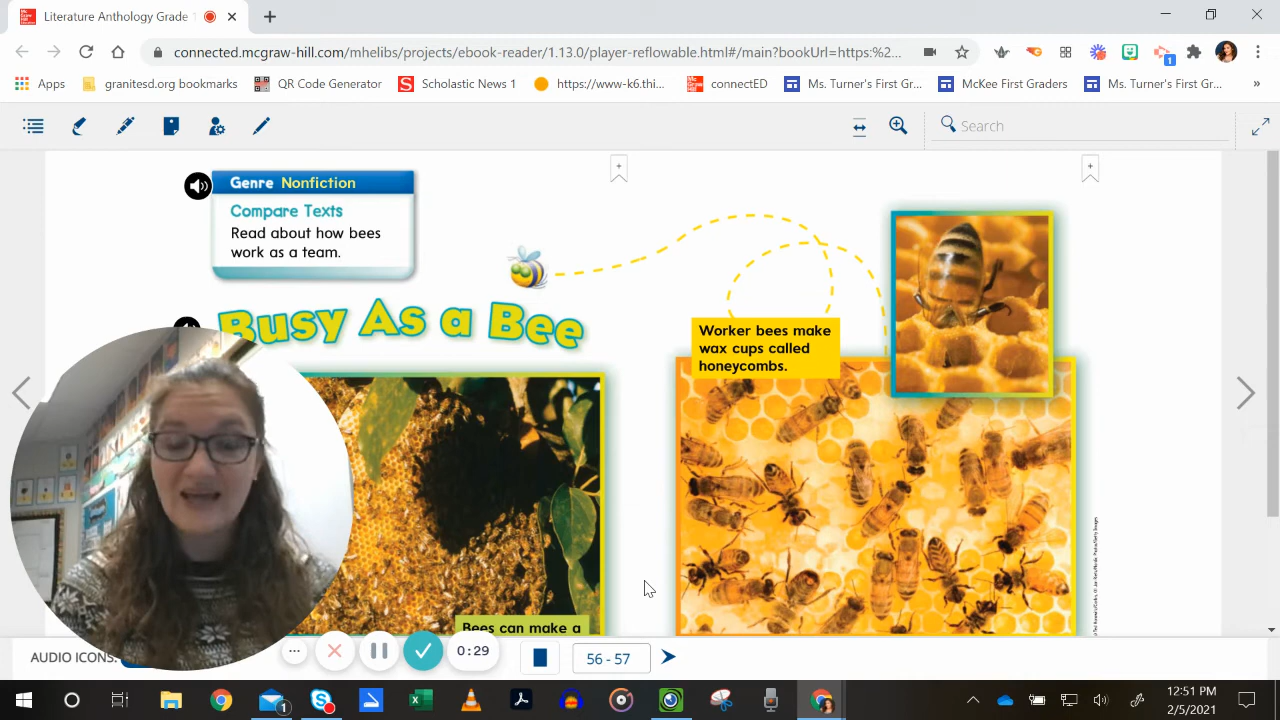 Literature Anthology Grade 1
connected.mcgraw-hill.com/mhelibs/projects/ebook-reader/1.13.0/player-reflowable.html#/main?bookUrl=https:%2...
1
Apps
granitesd.org bookmarks
QR Code Generator
Scholastic News 1
https://www-k6.thi...
connectED
Ms. Turner's First Gr...
McKee First Graders
Ms. Turner's First Gr...
»
Search
Genre Nonfiction
Compare Texts
Read about how bees
work as a team.
Busy As a Bee
Worker bees make
wax cups called
honeycombs.
Bees can make a
AUDIO ICONS:
0:29
56 - 57
1
12:51 PM
2/5/2021